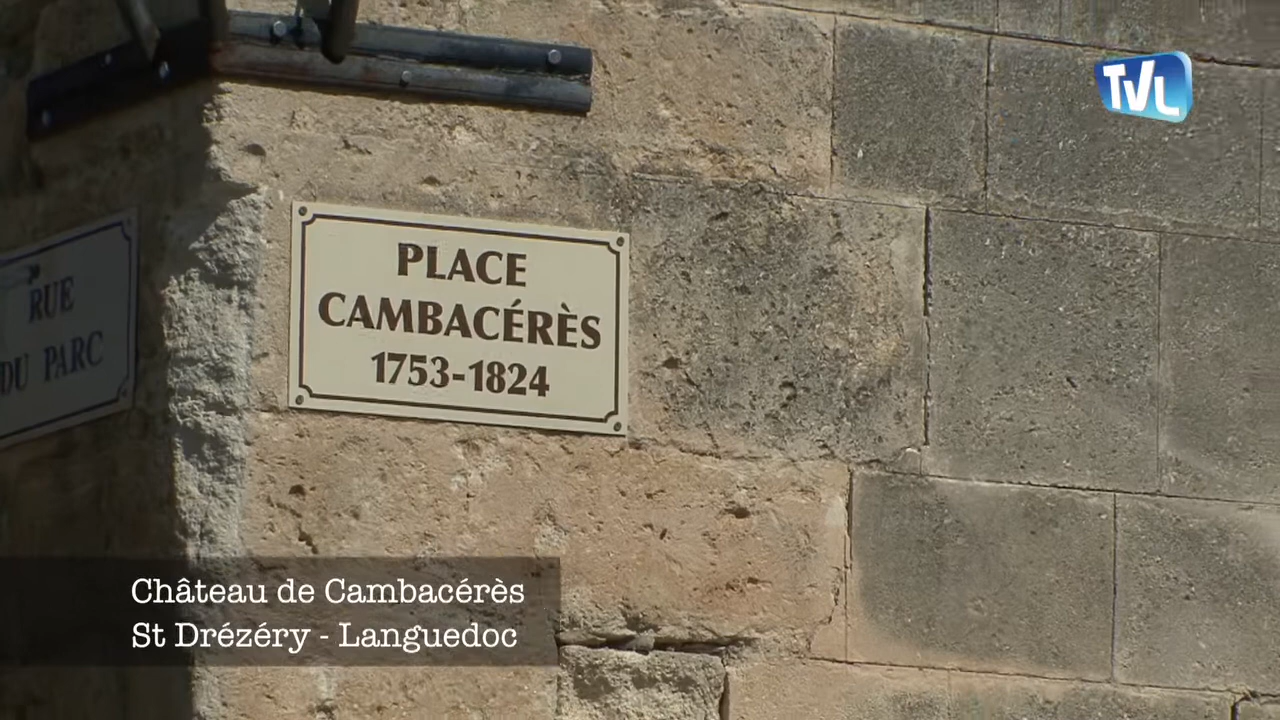 TVL
RUE
DU PARC
PLACE
CAMBACÉRÈS
1753-1824
Château de Cambacérès
St Drézéry - Languedoc